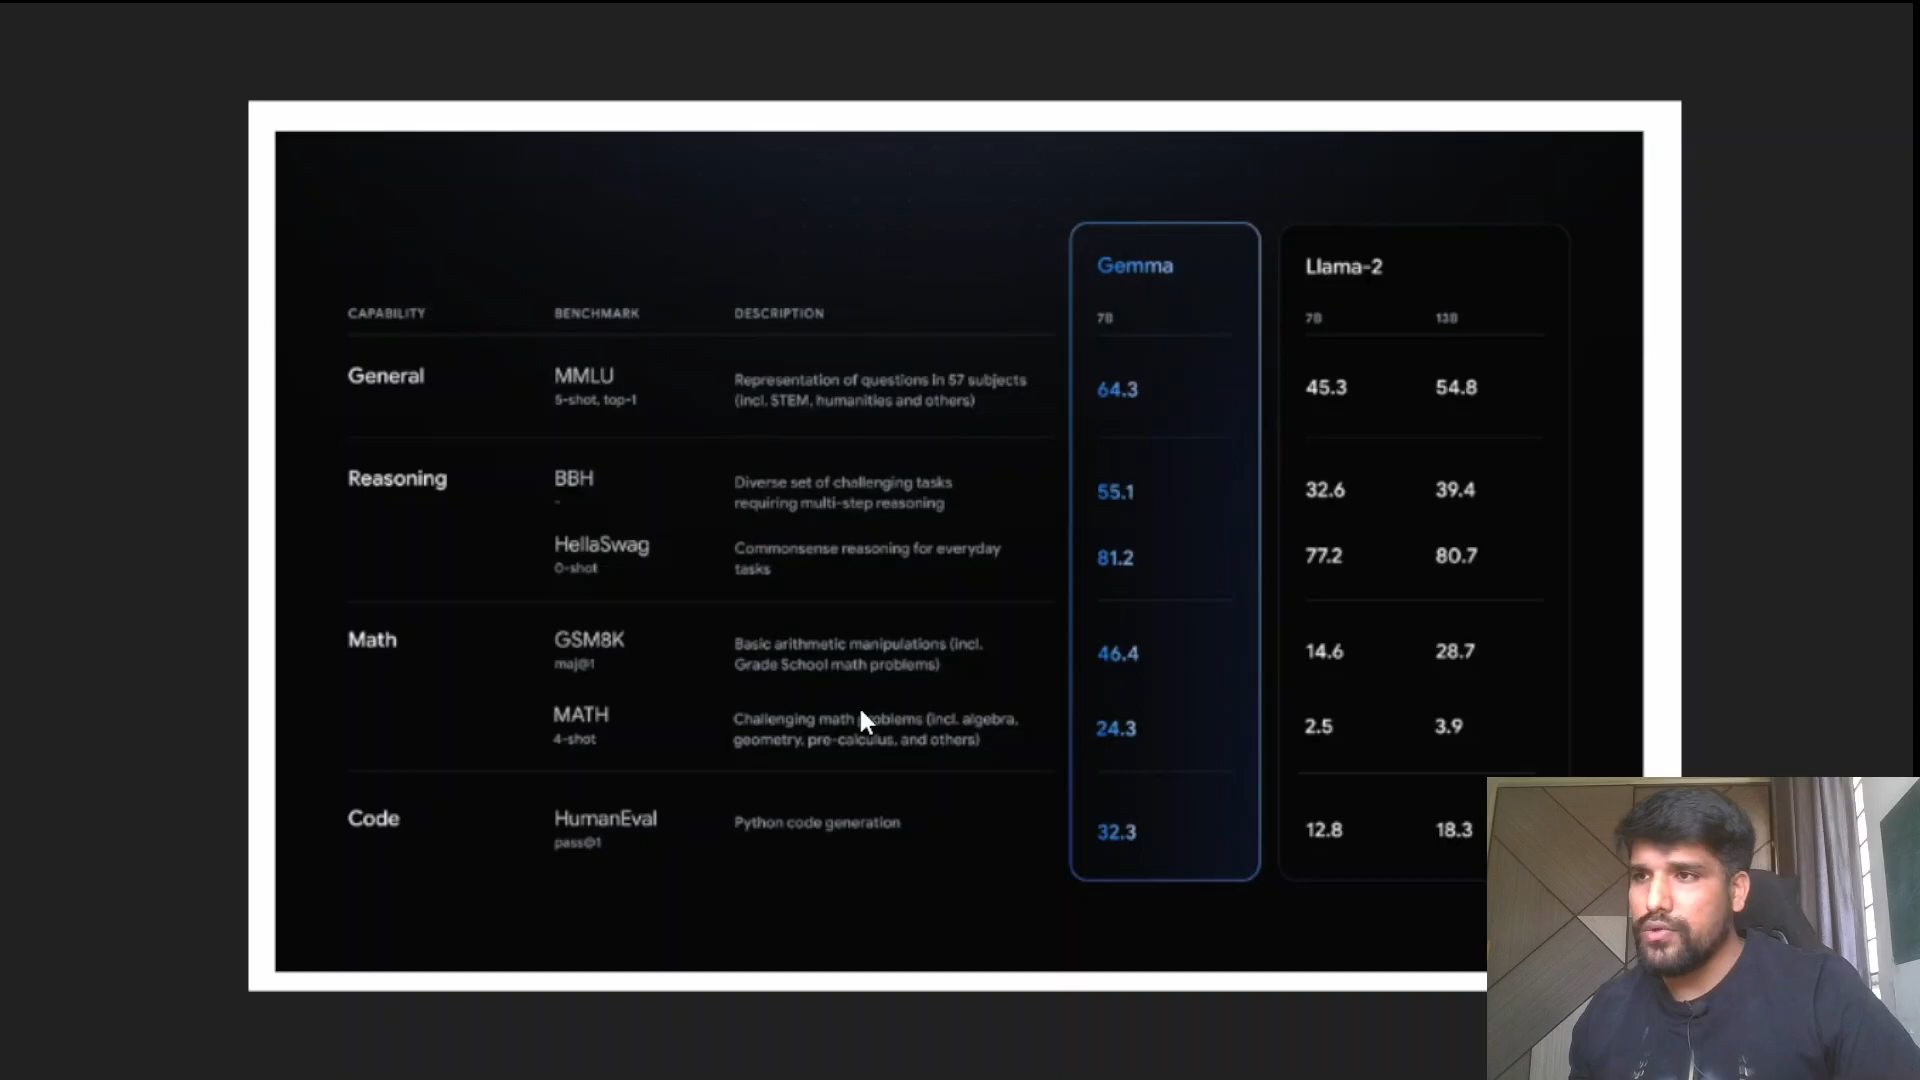 Gemma
Llama-2
CAPABILITY BENCHMARK DESCRIPTION 7B 7B 13B
General MMLU Representation of questions in 57 subjects 64.3 45.3 54.8
5-shot, top-1 (incl. STEM, humanities and others)
Reasoning BBH Diverse set of challenging tasks 55.1 32.6 39.4
- requiring multi-step reasoning
HellaSwag Commonsense reasoning for everyday 81.2 77.2 80.7
0-shot tasks
Math GSM8K Basic arithmetic manipulations (incl. 46.4 14.6 28.7
maj@1 Grade School math problems)
MATH Challenging math problems (incl. algebra, 24.3 2.5 3.9
4-shot geometry, pre-calculus, and others)
Code HumanEval Python code generation 32.3 12.8 18.3
pass@1